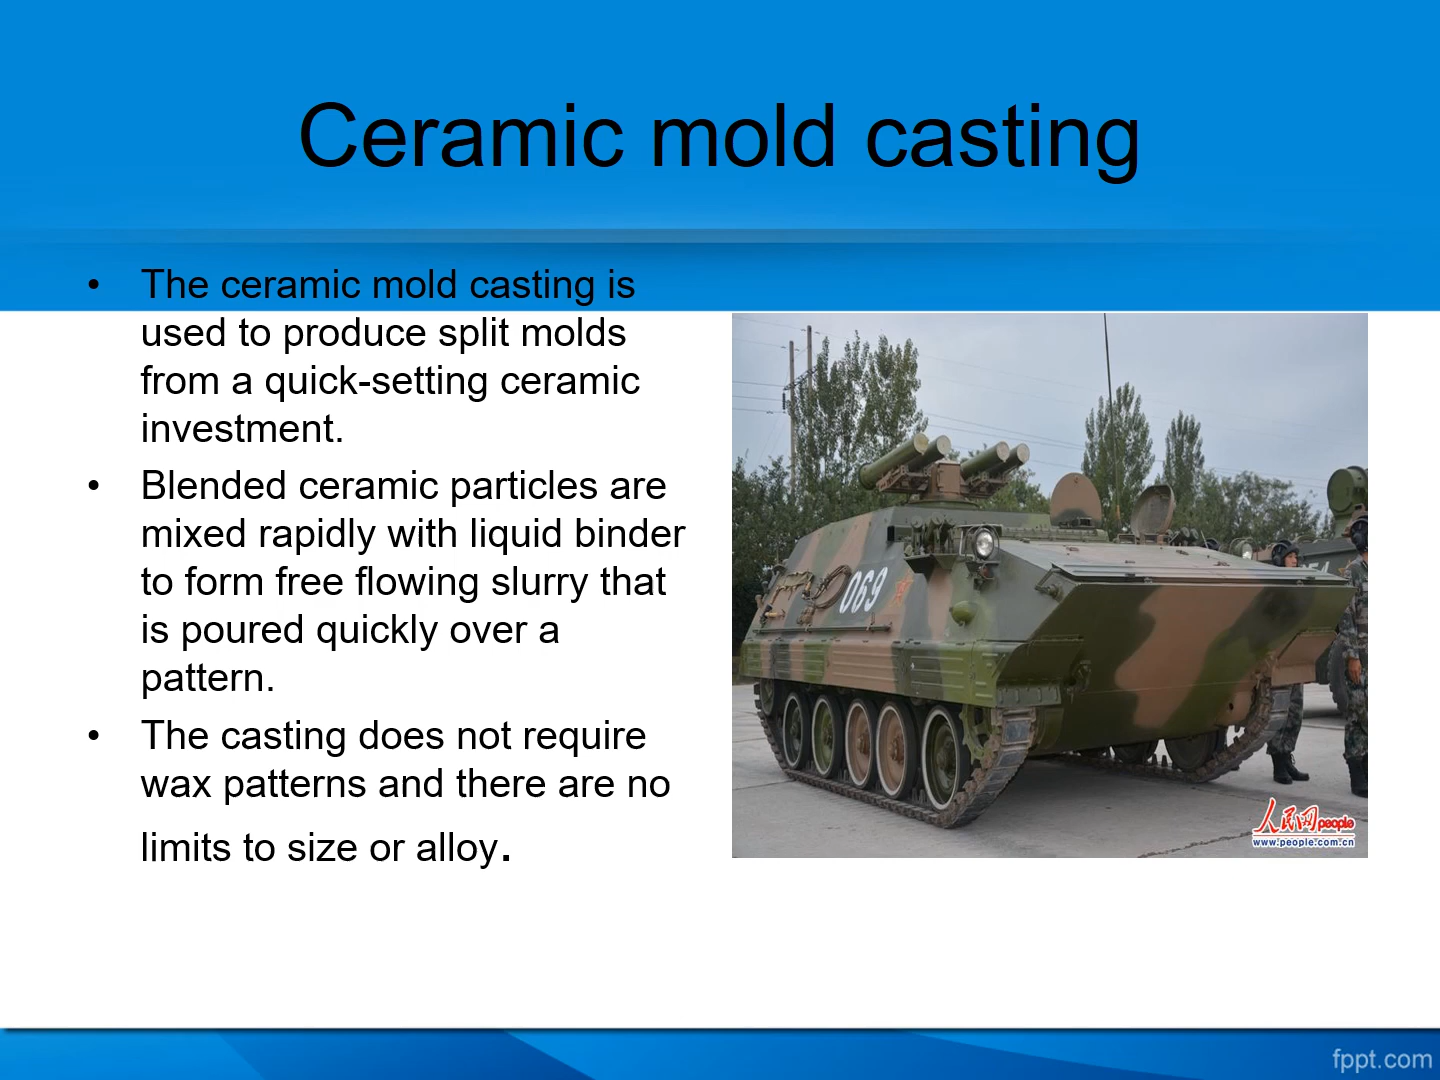 Ceramic mold casting
• The ceramic mold casting is
used to produce split molds
from a quick-setting ceramic
investment.
• Blended ceramic particles are
mixed rapidly with liquid binder
to form free flowing slurry that
is poured quickly over a
pattern.
• The casting does not require
wax patterns and there are no
limits to size or alloy.
069
人民网 people
www.people.com.cn
fppt.com